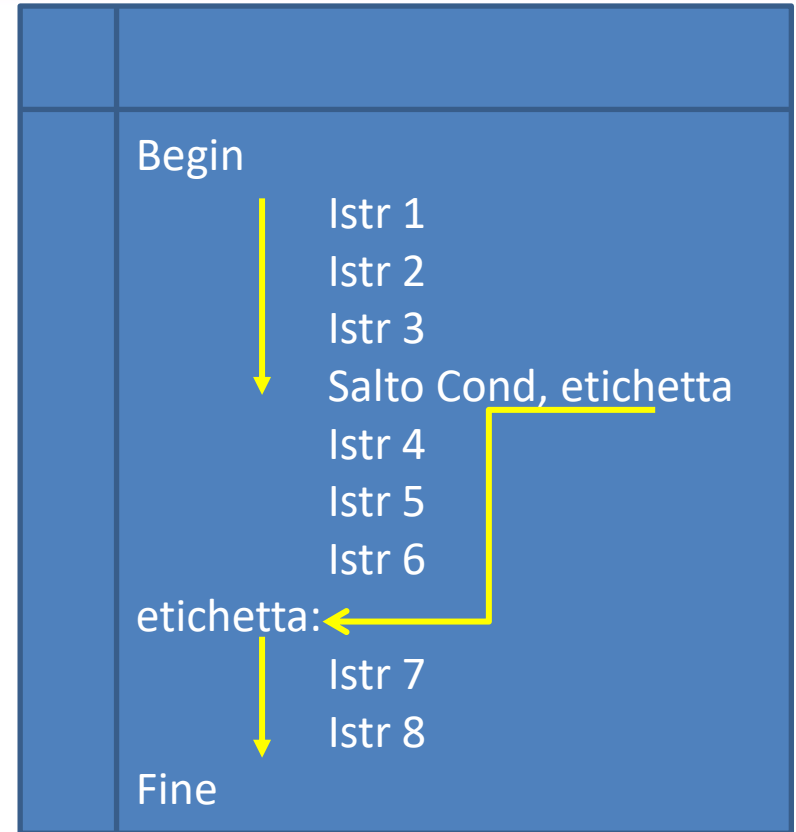 Begin
Istr 1
Istr 2
Istr 3
Salto Cond, etichetta
Istr 4
Istr 5
Istr 6
etichetta:
Istr 7
Istr 8
Fine